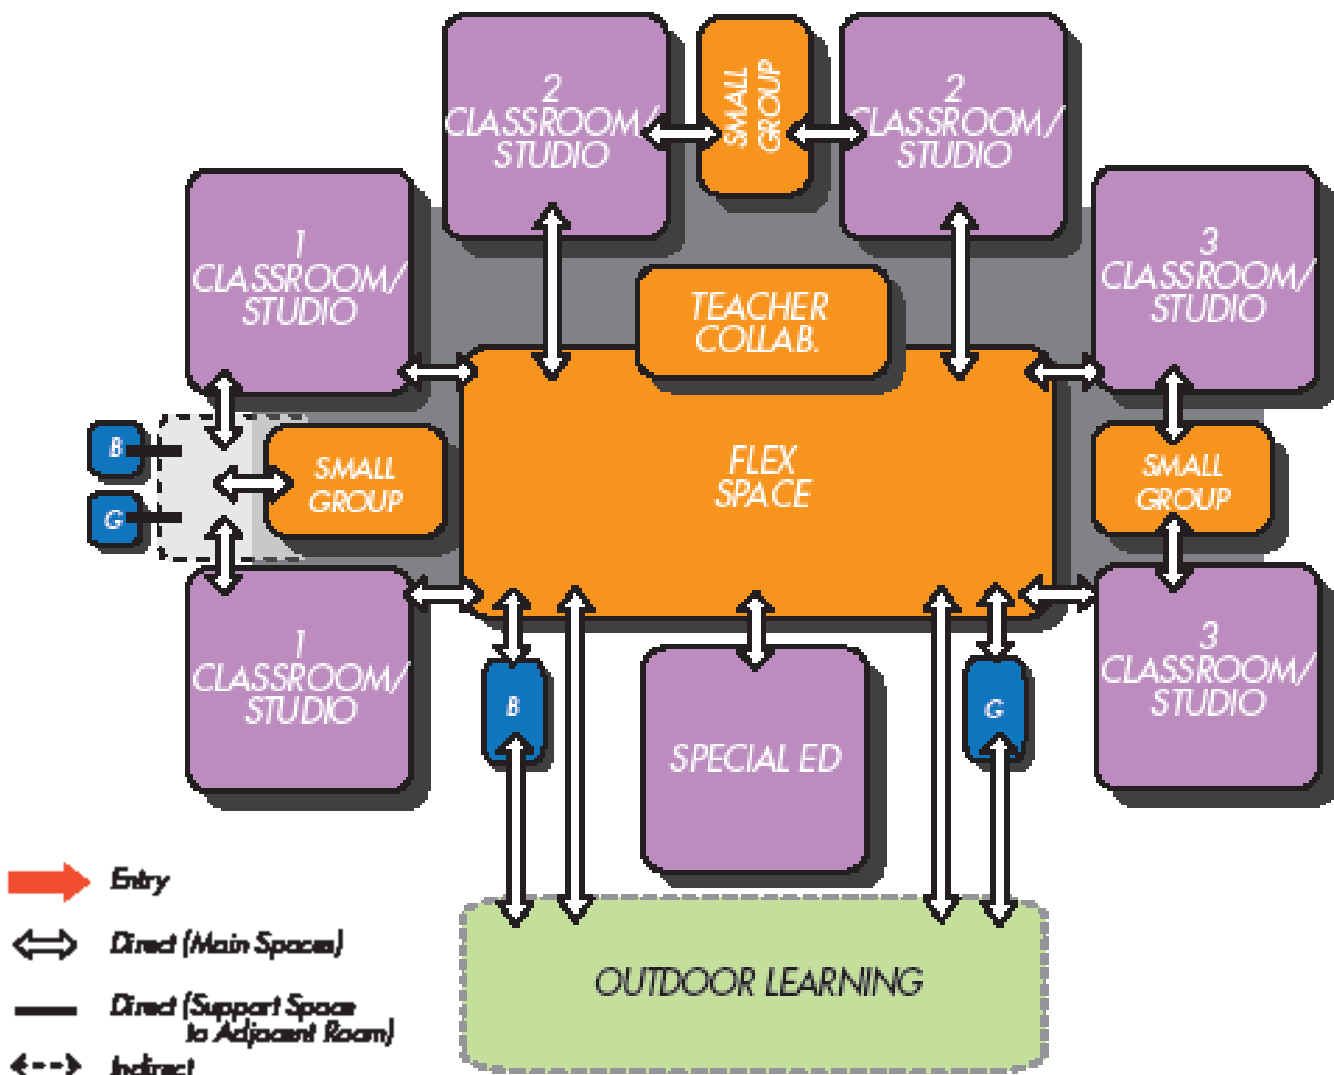 2
CLASSROOM/
STUDIO
SMALL
GROUP
2
CLASSROOM/
STUDIO
1
CLASSROOM/
STUDIO
3
CLASSROOM/
STUDIO
TEACHER
COLLAB.
B
G
SMALL
GROUP
FLEX
SPACE
SMALL
GROUP
1
CLASSROOM/
STUDIO
B
SPECIAL ED
G
3
CLASSROOM/
STUDIO
OUTDOOR LEARNING
Entry
Direct (Main Spaces)
Direct (Support Space
to Adjacent Room)
Indirect